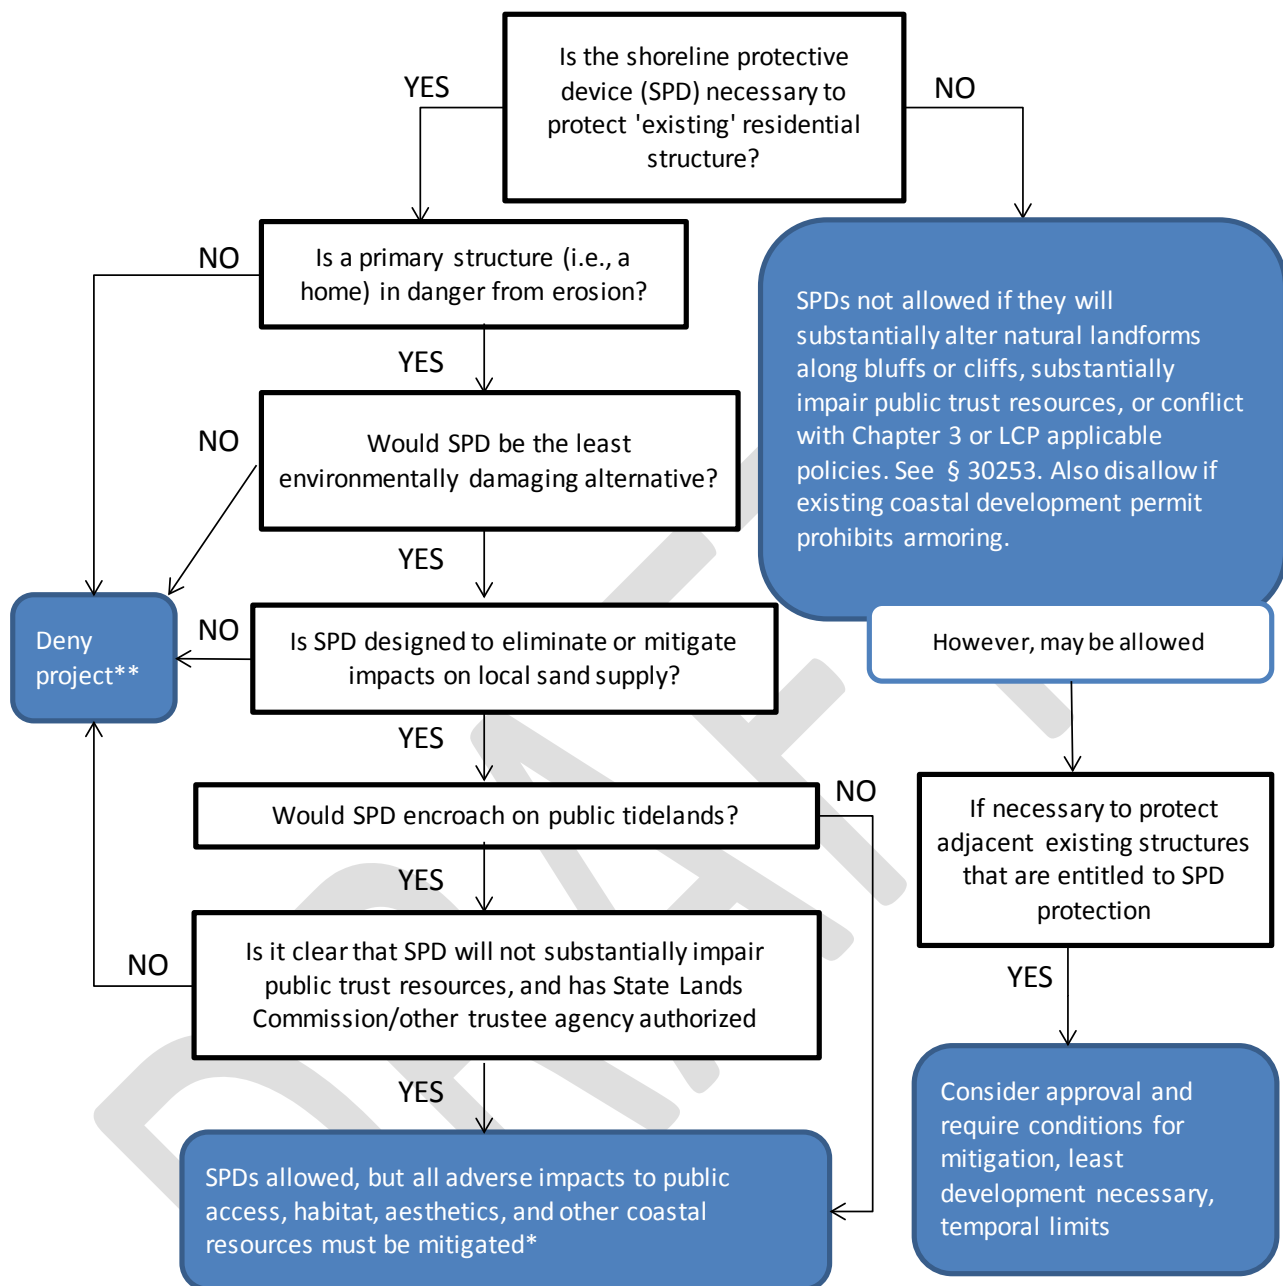 Is the shoreline protective
device (SPD) necessary to
protect 'existing' residential
structure?
YES
NO
Is a primary structure (i.e., a
home) in danger from erosion?
NO
YES
SPDs not allowed if they will
substantially alter natural landforms
along bluffs or cliffs, substantially
impair public trust resources, or conflict
with Chapter 3 or LCP applicable
policies. See § 30253. Also disallow if
existing coastal development permit
prohibits armoring.
Would SPD be the least
environmentally damaging alternative?
NO
YES
Deny
project**
NO
Is SPD designed to eliminate or mitigate
impacts on local sand supply?
However, may be allowed
YES
Would SPD encroach on public tidelands?
NO
YES
If necessary to protect
adjacent existing structures
that are entitled to SPD
protection
Is it clear that SPD will not substantially impair
public trust resources, and has State Lands
Commission/other trustee agency authorized
NO
YES
YES
SPDs allowed, but all adverse impacts to public
access, habitat, aesthetics, and other coastal
resources must be mitigated*
Consider approval and
require conditions for
mitigation, least
development necessary,
temporal limits
DRAFT